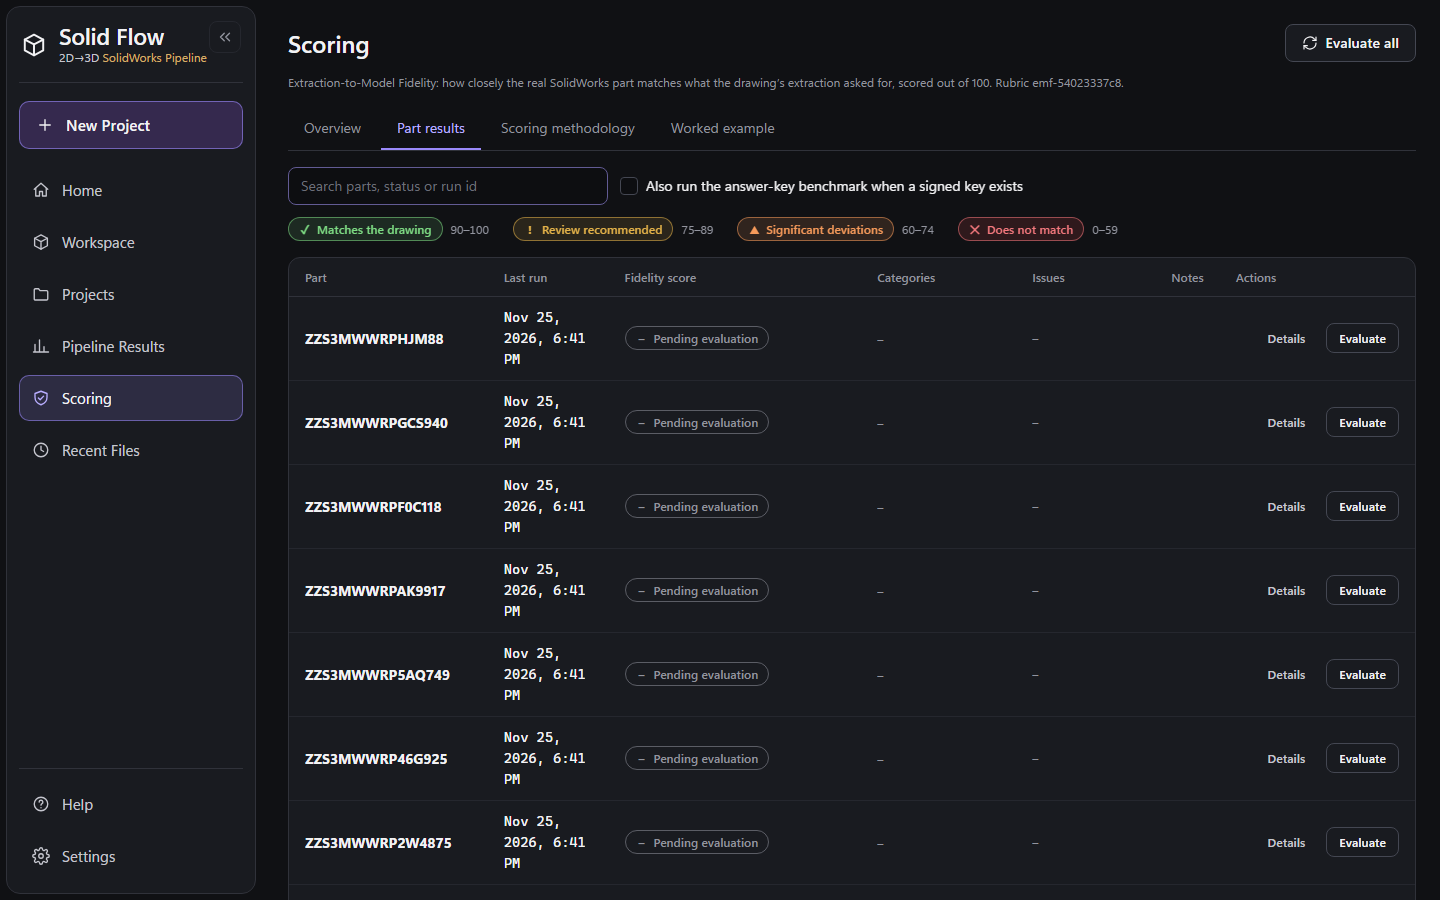 Solid Flow
2D→3D SolidWorks Pipeline
New Project
Home
Workspace
Projects
Pipeline Results
Scoring
Recent Files
Help
Settings
Scoring
Evaluate all
Extraction-to-Model Fidelity: how closely the real SolidWorks part matches what the drawing's extraction asked for, scored out of 100. Rubric emf-54023337c8.
Overview Part results Scoring methodology Worked example
Search parts, status or run id
Also run the answer-key benchmark when a signed key exists
Matches the drawing 90–100 ! Review recommended 75–89 Significant deviations 60–74 Does not match 0–59
Part Last run Fidelity score Categories Issues Notes Actions
ZZS3MWWRPHJM88 Nov 25, 2026, 6:41 PM – Pending evaluation – – Details Evaluate
ZZS3MWWRPGCS940 Nov 25, 2026, 6:41 PM – Pending evaluation – – Details Evaluate
ZZS3MWWRPF0C118 Nov 25, 2026, 6:41 PM – Pending evaluation – – Details Evaluate
ZZS3MWWRPAK9917 Nov 25, 2026, 6:41 PM – Pending evaluation – – Details Evaluate
ZZS3MWWRP5AQ749 Nov 25, 2026, 6:41 PM – Pending evaluation – – Details Evaluate
ZZS3MWWRP46G925 Nov 25, 2026, 6:41 PM – Pending evaluation – – Details Evaluate
ZZS3MWWRP2W4875 Nov 25, 2026, 6:41 PM – Pending evaluation – – Details Evaluate